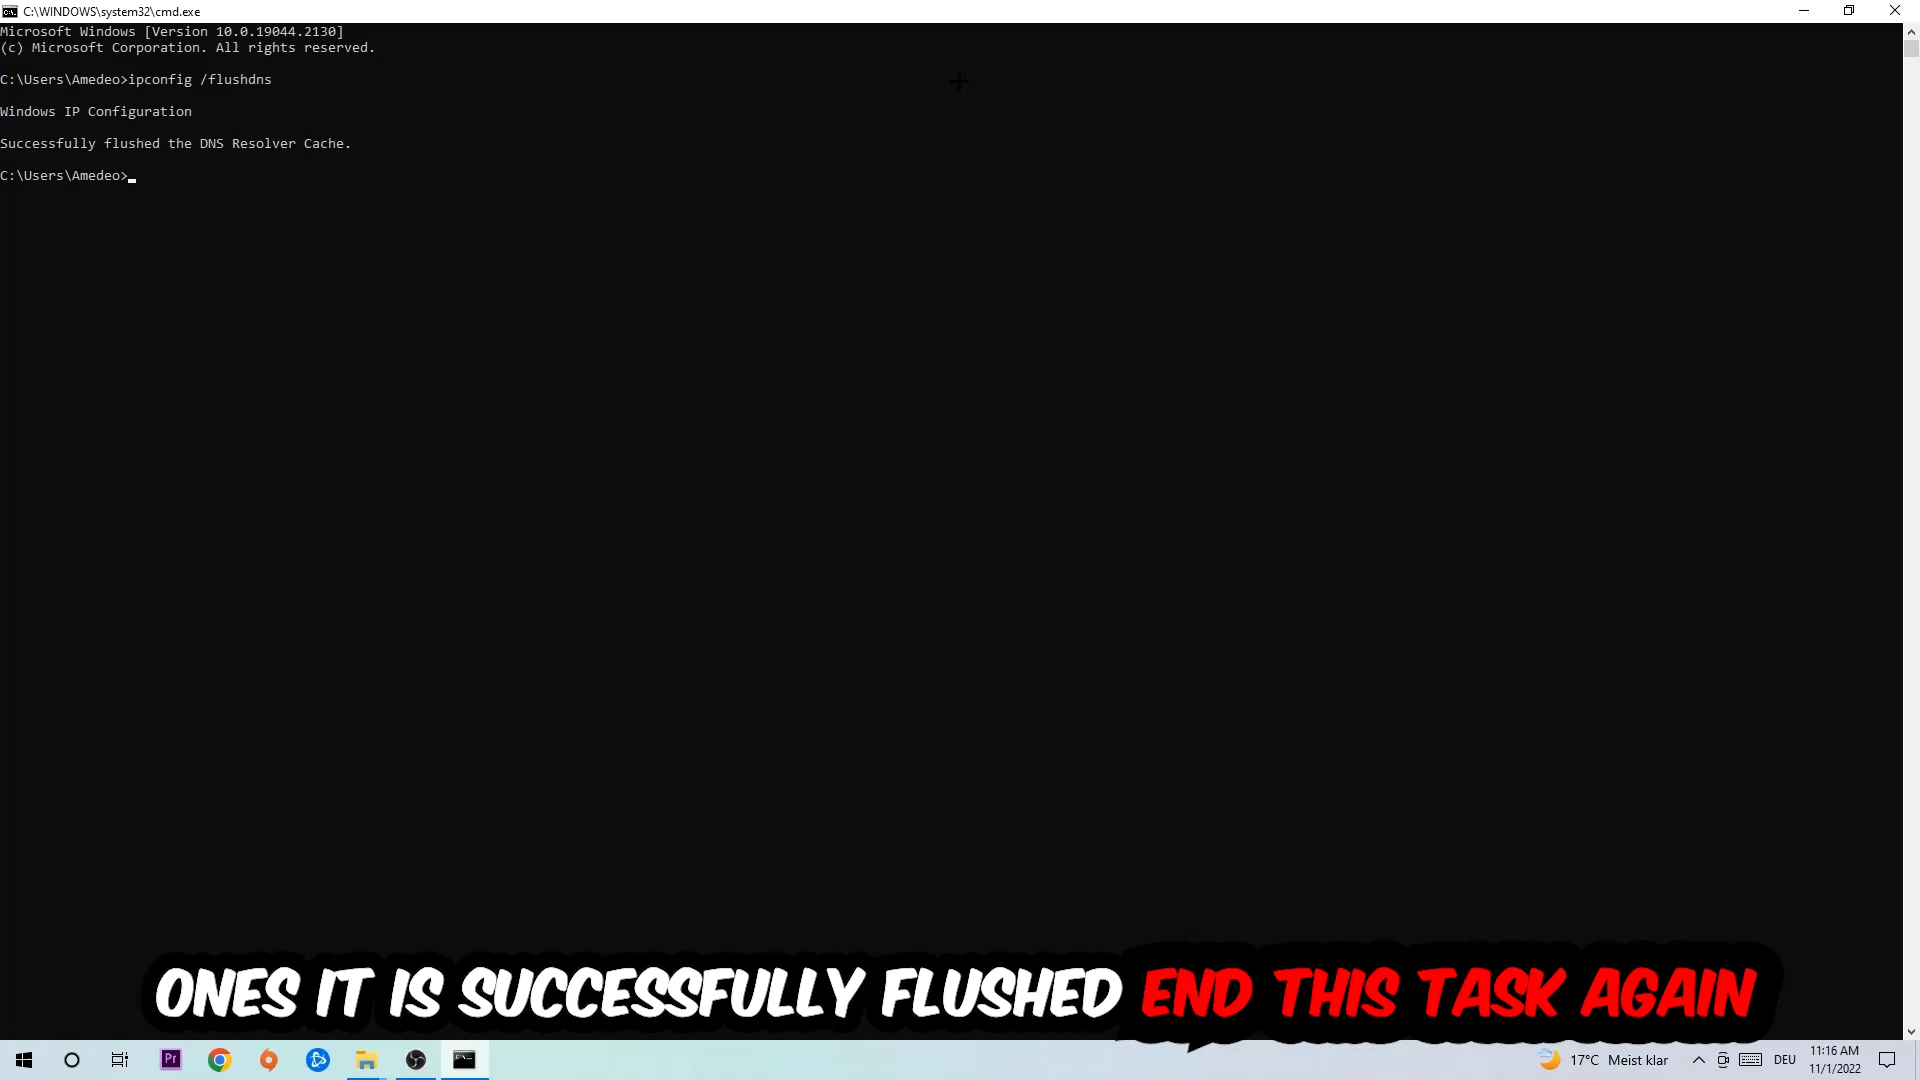 C:\WINDOWS\system32\cmd.exe
Microsoft Windows [Version 10.0.19044.2130]
(c) Microsoft Corporation. All rights reserved.
C:\Users\Amedeo>ipconfig /flushdns
Windows IP Configuration
Successfully flushed the DNS Resolver Cache.
C:\Users\Amedeo>
ONES IT IS SUCCESSFULLY FLUSHED END THIS TASK AGAIN
Pr
17°C Meist klar
DEU
11:16 AM
11/1/2022